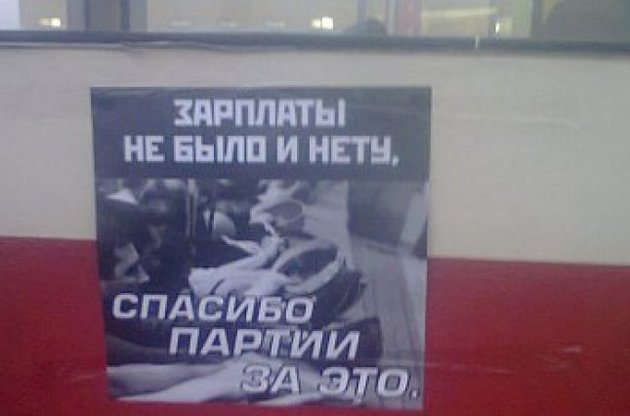 ЗАРПЛАТЫ
НЕ БЫЛО И НЕТУ,
СПАСИБО
ПАРТИИ
ЗА ЭТО.